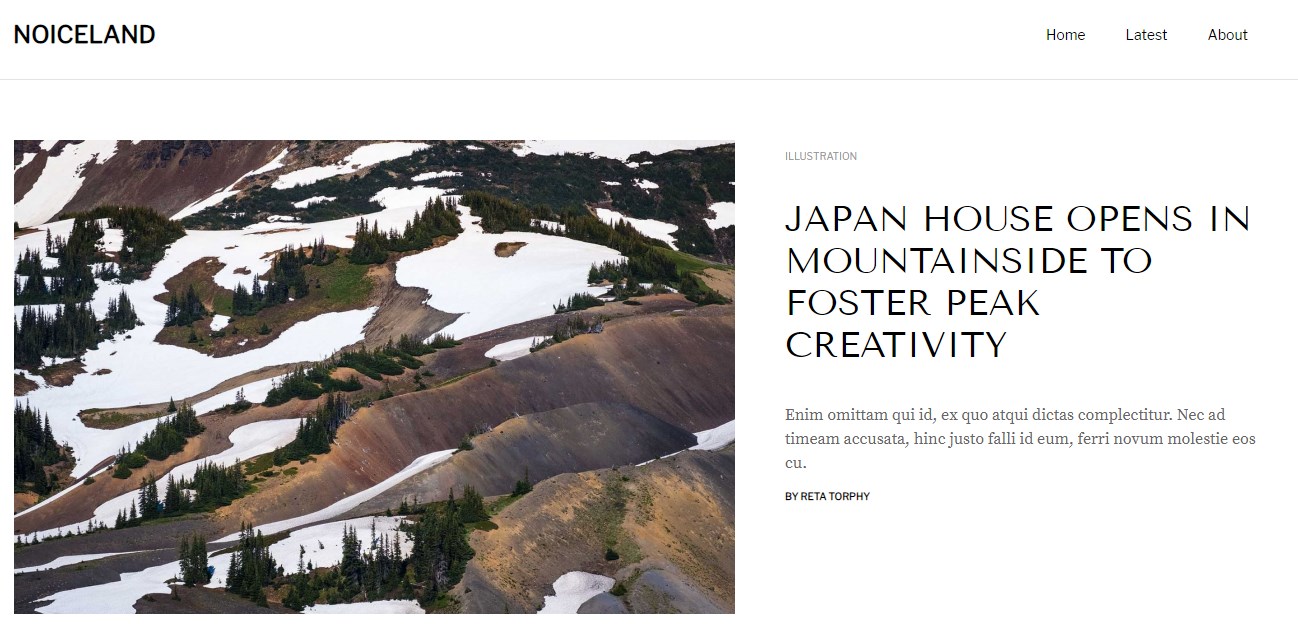 NOICELAND
Home Latest About
ILLUSTRATION
JAPAN HOUSE OPENS IN
MOUNTAINSIDE TO
FOSTER PEAK
CREATIVITY
Enim omittam qui id, ex quo atqui dictas complectitur. Nec ad
timeam accusata, hinc justo falli id eum, ferri novum molestie eos
cu.
BY RETA TORPHY